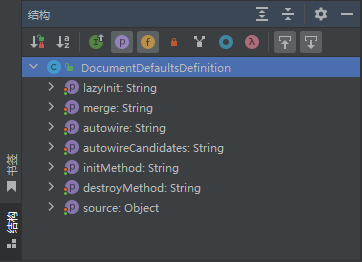 结构
DocumentDefaultsDefinition
lazyInit: String
merge: String
autowire: String
autowireCandidates: String
initMethod: String
destroyMethod: String
source: Object
书签
结构